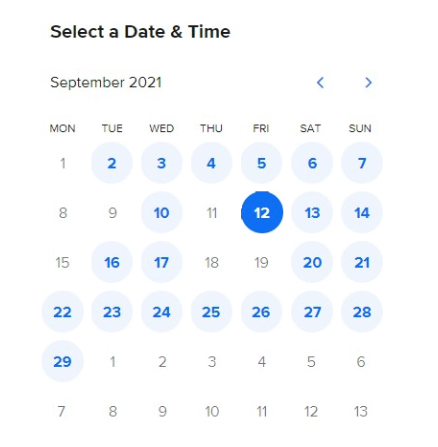 Select a Date & Time
September 2021
MON TUE WED THU FRI SAT SUN
1 2 3 4 5 6 7
8 9 10 11 12 13 14
15 16 17 18 19 20 21
22 23 24 25 26 27 28
29 1 2 3 4 5 6
7 8 9 10 11 12 13